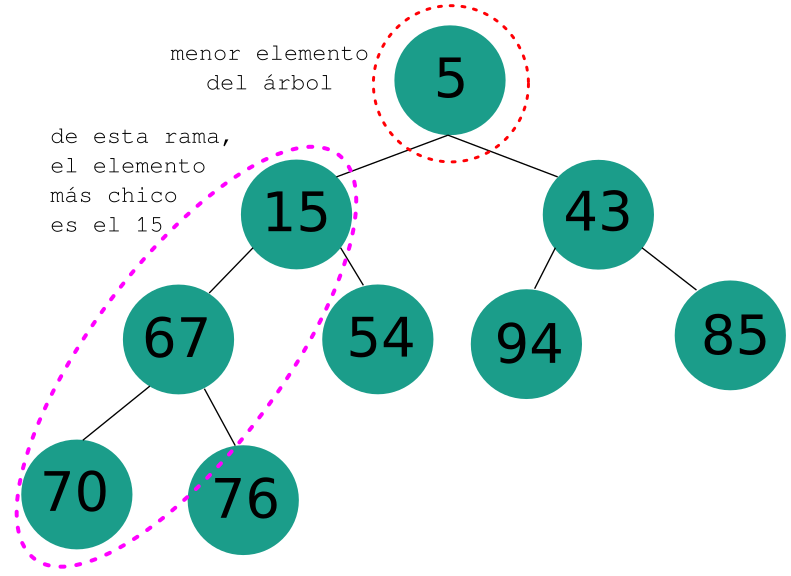 menor elemento
del árbol
5
de esta rama,
el elemento
más chico
es el 15
15
43
67
54
94
85
70
76